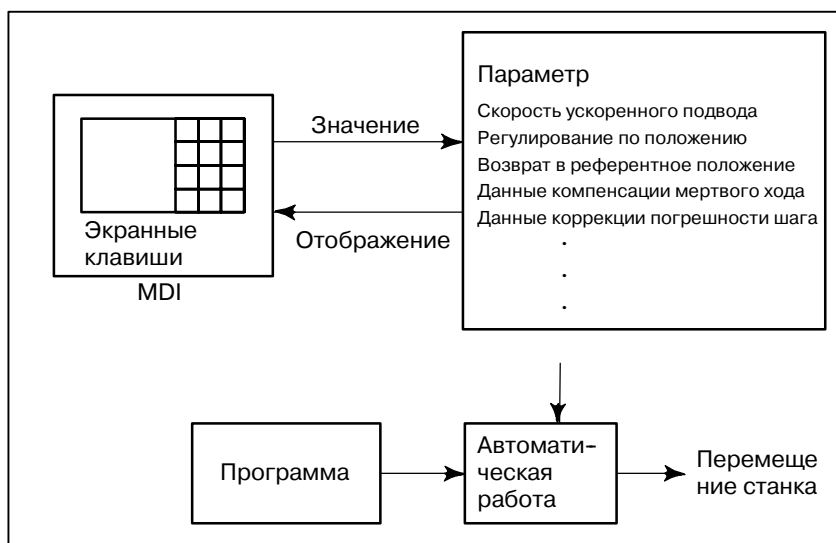 Экранные
клавиши
MDI
Значение
Отображение
Параметр
Скорость ускоренного подвода
Регулирование по положению
Возврат в референтное положение
Данные компенсации мертвого хода
Данные коррекции погрешности шага
.
.
.
Программа
Автомати-
ческая
работа
Перемеще
ние станка